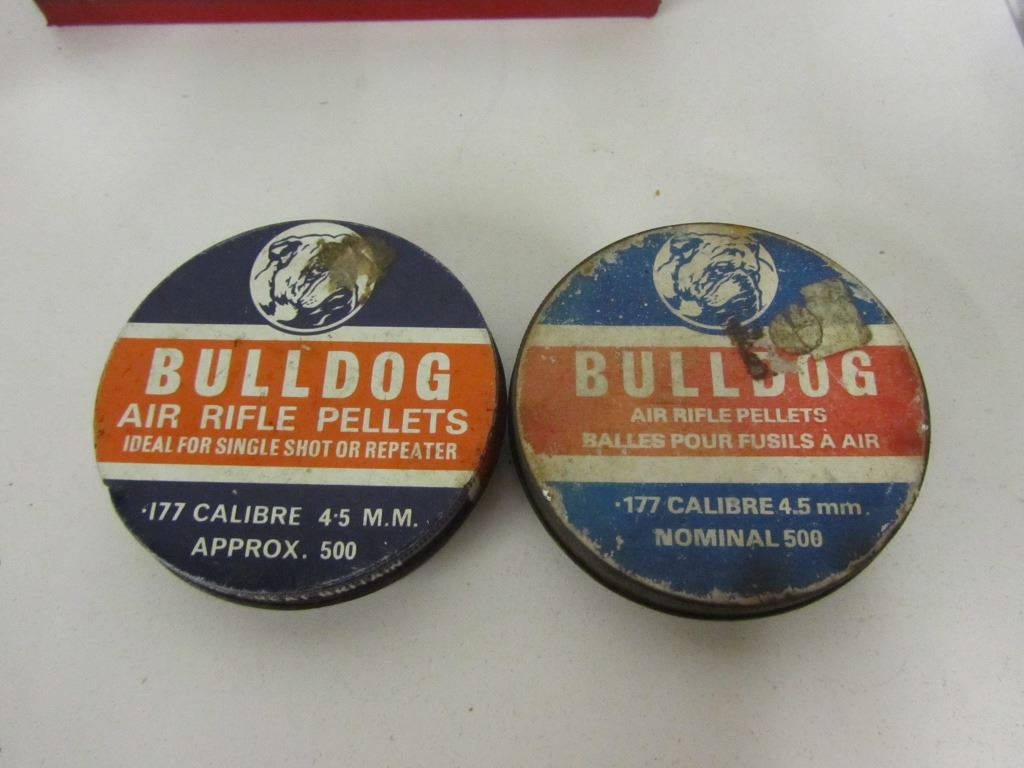 BULLDOG
AIR RIFLE PELLETS
IDEAL FOR SINGLE SHOT OR REPEATER
·177 CALIBRE 4·5 M.M.
APPROX. 500
BRITAIN
BULLDOG
AIR RIFLE PELLETS
BALLES POUR FUSILS À AIR
·177 CALIBRE 4.5 mm
NOMINAL 500